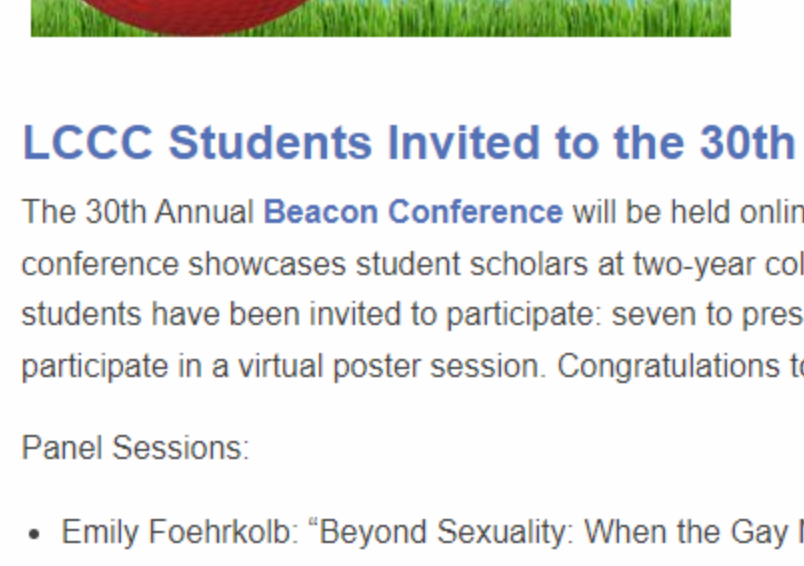 LCCC Students Invited to the 30th
The 30th Annual Beacon Conference will be held onlin
conference showcases student scholars at two-year col
students have been invited to participate: seven to pres
participate in a virtual poster session. Congratulations to
Panel Sessions:
• Emily Foehrkolb: “Beyond Sexuality: When the Gay